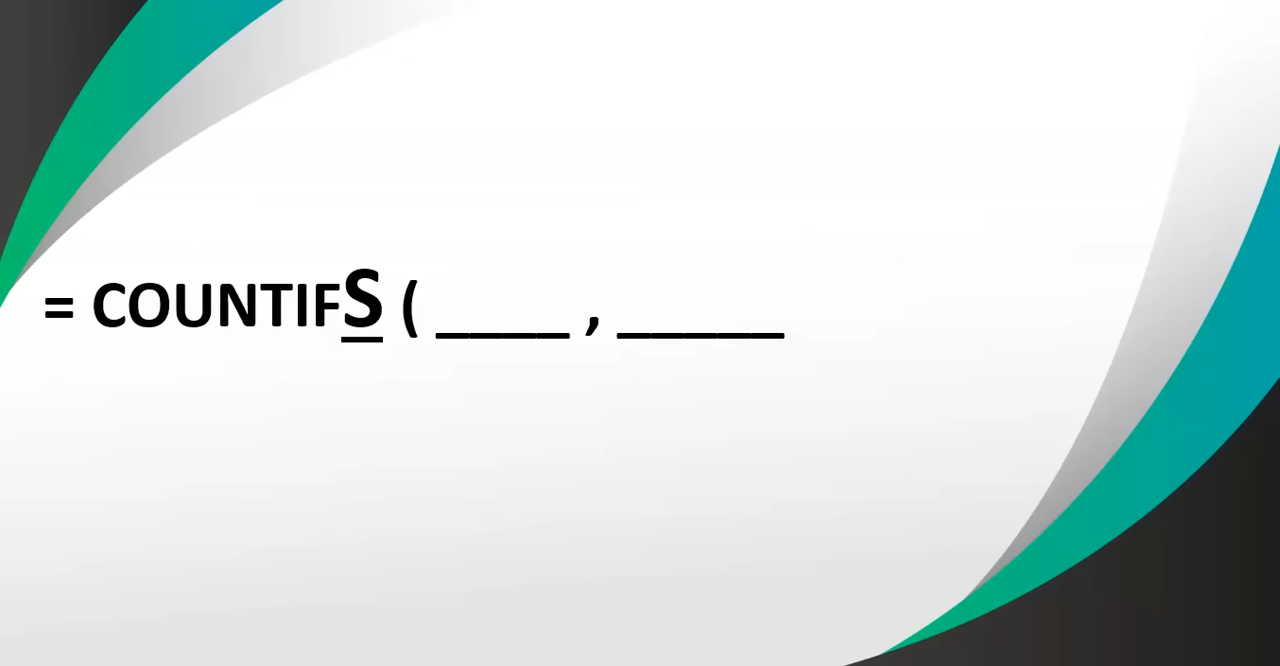 = COUNTIFS ( ____ , _____